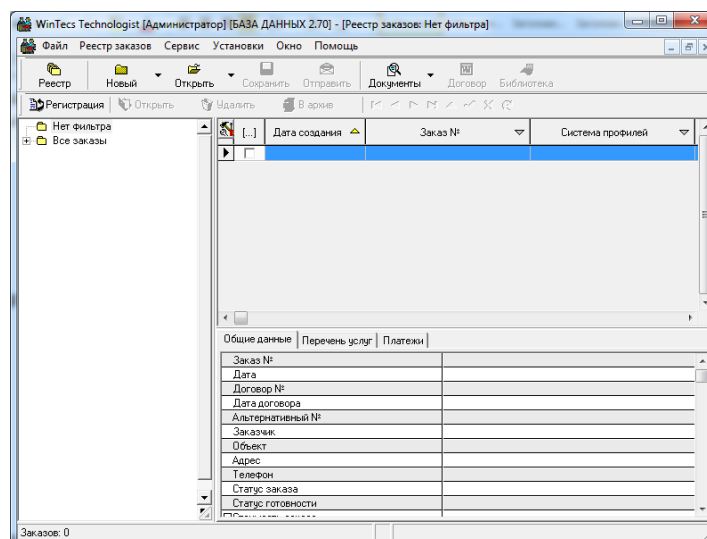 WinTecs Technologist [Администратор] [БАЗА ДАННЫХ 2.70] - [Реестр заказов: Нет фильтра]
Файл Реестр заказов Сервис Установки Окно Помощь
Реестр Новый Открыть Сохранить Отправить Документы Договор Библиотека
Регистрация Открыть Удалить В архив
Нет фильтра
Все заказы
[...] Дата создания Заказ № Система профилей
Общие данные Перечень услуг Платежи
Заказ №
Дата
Договор №
Дата договора
Альтернативный №
Заказчик
Объект
Адрес
Телефон
Статус заказа
Статус готовности
Заказов: 0